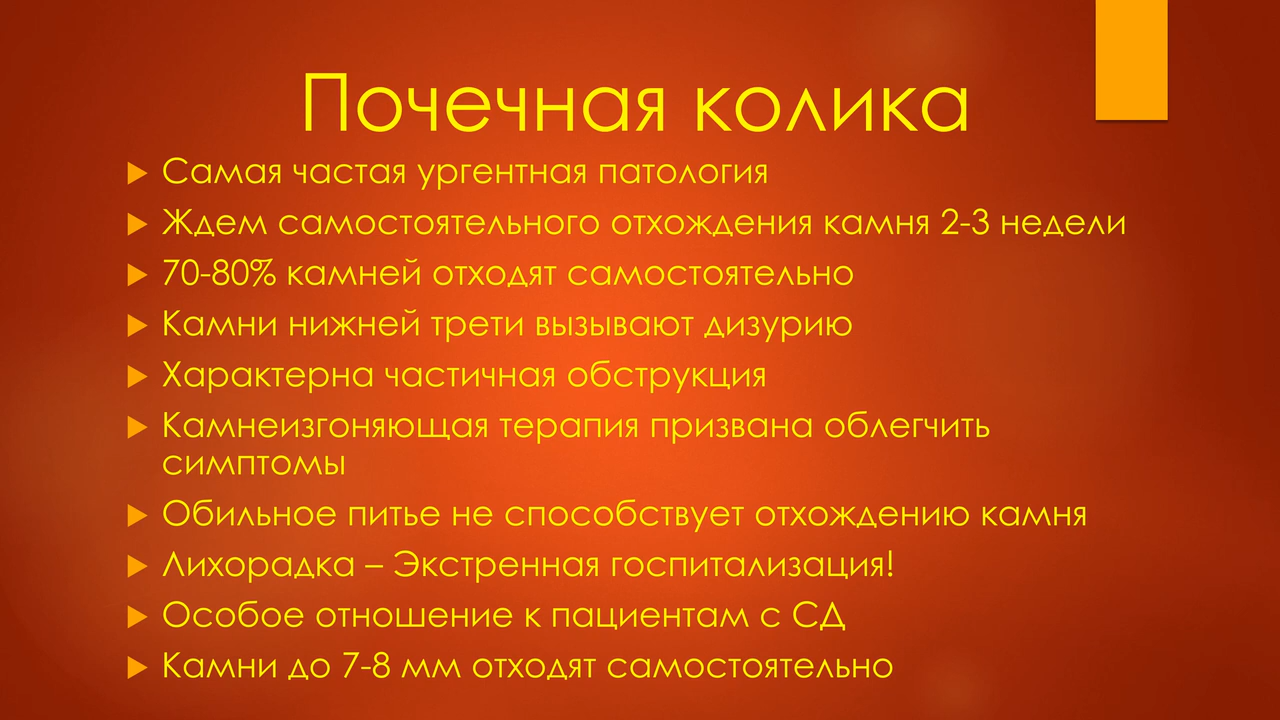 Почечная колика
Самая частая ургентная патология
Ждем самостоятельного отхождения камня 2-3 недели
70-80% камней отходят самостоятельно
Камни нижней трети вызывают дизурию
Характерна частичная обструкция
Камнеизгоняющая терапия призвана облегчить
симптомы
Обильное питье не способствует отхождению камня
Лихорадка – Экстренная госпитализация!
Особое отношение к пациентам с СД
Камни до 7-8 мм отходят самостоятельно